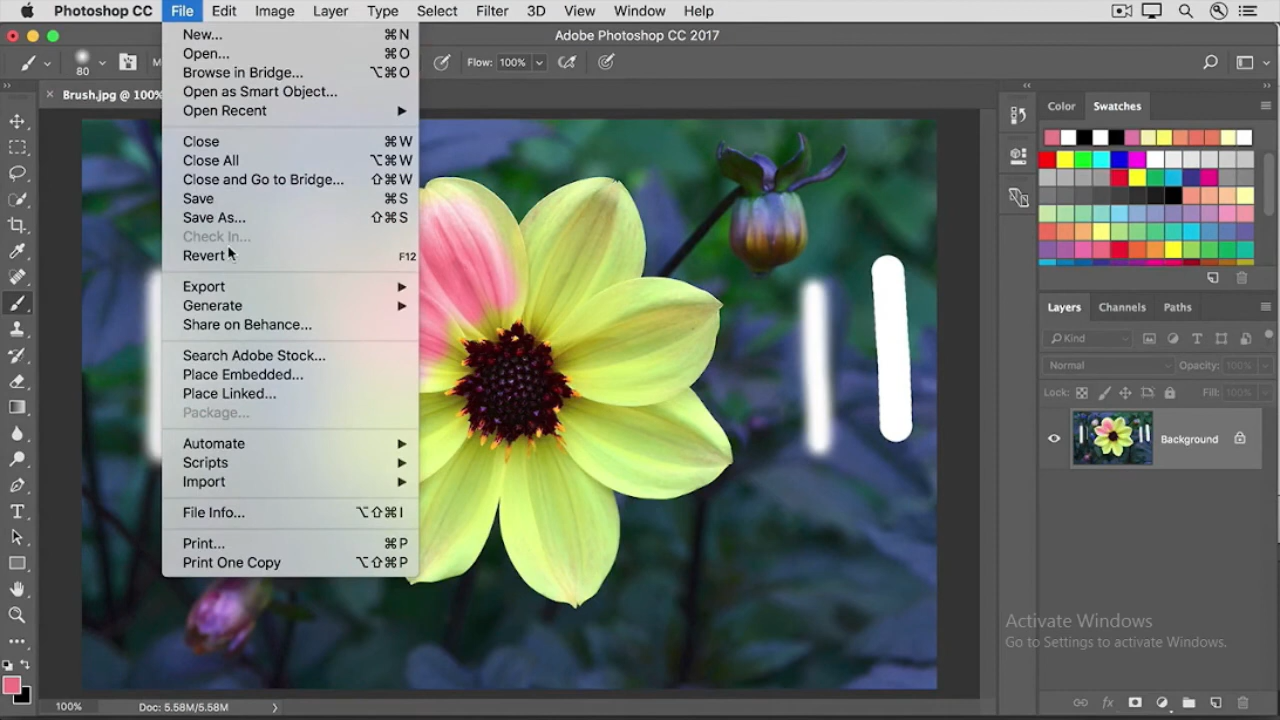 Photoshop CC File Edit Image Layer Type Select Filter 3D View Window Help
Adobe Photoshop CC 2017
80 M Flow: 100%
Brush.jpg @ 100%
New... ⌘N
Open... ⌘O
Browse in Bridge... ⌥⌘O
Open as Smart Object...
Open Recent
Close ⌘W
Close All ⌥⌘W
Close and Go to Bridge... ⇧⌘W
Save ⌘S
Save As... ⇧⌘S
Check In...
Revert F12
Export
Generate
Share on Behance...
Search Adobe Stock...
Place Embedded...
Place Linked...
Package...
Automate
Scripts
Import
File Info... ⌥⇧⌘I
Print... ⌘P
Print One Copy ⌥⇧⌘P
Color Swatches
Layers Channels Paths
Kind
Normal Opacity: 100%
Lock: Fill: 100%
Background
Activate Windows
Go to Settings to activate Windows.
100% Doc: 5.58M/5.58M